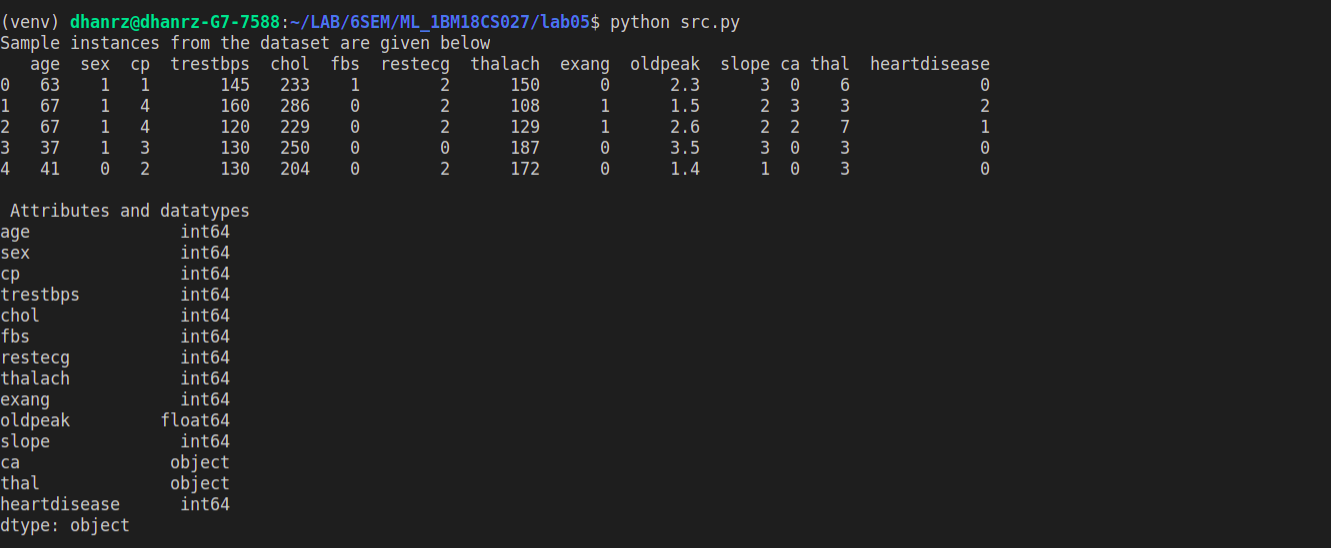 (venv) dhanrz@dhanrz-G7-7588:~/LAB/6SEM/ML_1BM18CS027/lab05$ python src.py
Sample instances from the dataset are given below
   age  sex  cp  trestbps  chol  fbs  restecg  thalach  exang  oldpeak  slope ca thal  heartdisease
0   63    1   1       145   233    1        2      150      0      2.3      3  0    6             0
1   67    1   4       160   286    0        2      108      1      1.5      2  3    3             2
2   67    1   4       120   229    0        2      129      1      2.6      2  2    7             1
3   37    1   3       130   250    0        0      187      0      3.5      3  0    3             0
4   41    0   2       130   204    0        2      172      0      1.4      1  0    3             0
 Attributes and datatypes
age               int64
sex               int64
cp                int64
trestbps          int64
chol              int64
fbs               int64
restecg           int64
thalach           int64
exang             int64
oldpeak         float64
slope             int64
ca               object
thal             object
heartdisease      int64
dtype: object